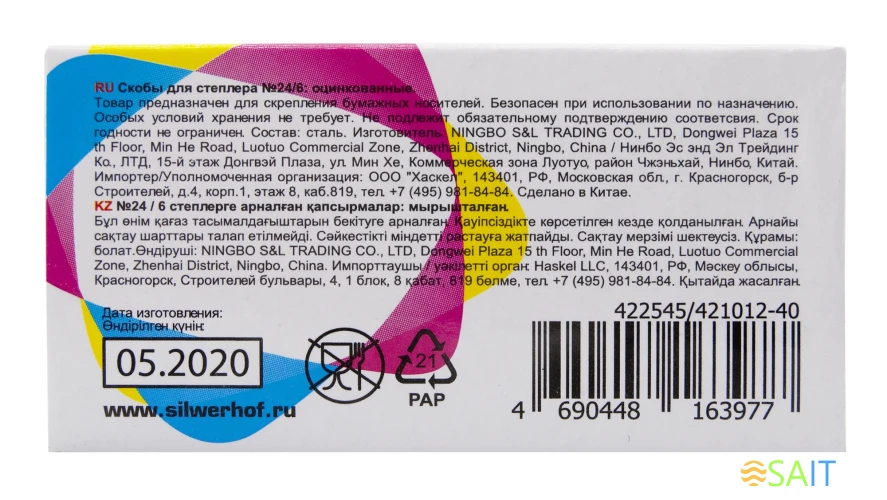 RU Скобы для степлера №24/6: оцинкованные.
Товар предназначен для скрепления бумажных носителей. Безопасен при использовании по назначению.
Особых условий хранения не требует. Не подлежит обязательному подтверждению соответсвия. Срок
годности не ограничен. Состав: сталь. Изготовитель: NINGBO S&L TRADING CO., LTD, Dongwei Plaza 15
th Floor, Min He Road, Luotuo Commercial Zone, Zhenhai District, Ningbo, China / Нинбо Эс энд Эл Трейдинг
Ко., ЛТД, 15-й этаж Донгвэй Плаза, ул. Мин Хе, Коммерческая зона Луотуо, район Чжэньхай, Нинбо, Китай.
Импортер/Уполномоченная организация: ООО "Хаскел", 143401, РФ, Московская обл., г. Красногорск, б-р
Строителей, д.4, корп.1, этаж 8, каб.819, тел. +7 (495) 981-84-84. Сделано в Китае.
KZ №24 / 6 степлерге арналған қапсырмалар: мырышталған.
Бұл өнім қағаз тасымалдағыштарын бекітуге арналған. Қауіпсіздікте көрсетілген кезде қолданылған. Арнайы
сақтау шарттары талап етілмейді. Сәйкестікті міндетті растауға жатпайды. Сақтау мерзімі шектеусіз. Құрамы:
болат.Өндіруші: NINGBO S&L TRADING CO., LTD, Dongwei Plaza 15 th Floor, Min He Road, Luotuo Commercial
Zone, Zhenhai District, Ningbo, China. Импорттаушы / уәкілетті орган: Haskel LLC, 143401, РФ, Мәскеу облысы,
Красногорск, Строителей бульвары, 4, 1 блок, 8 қабат, 819 бөлме, тел. +7 (495) 981-84-84. Қытайда жасалған.
422545/421012-40
Дата изготовления:
Өндірілген күнін:
05.2020
21
PAP
www.silwerhof.ru
4 690448 163977
SAIT